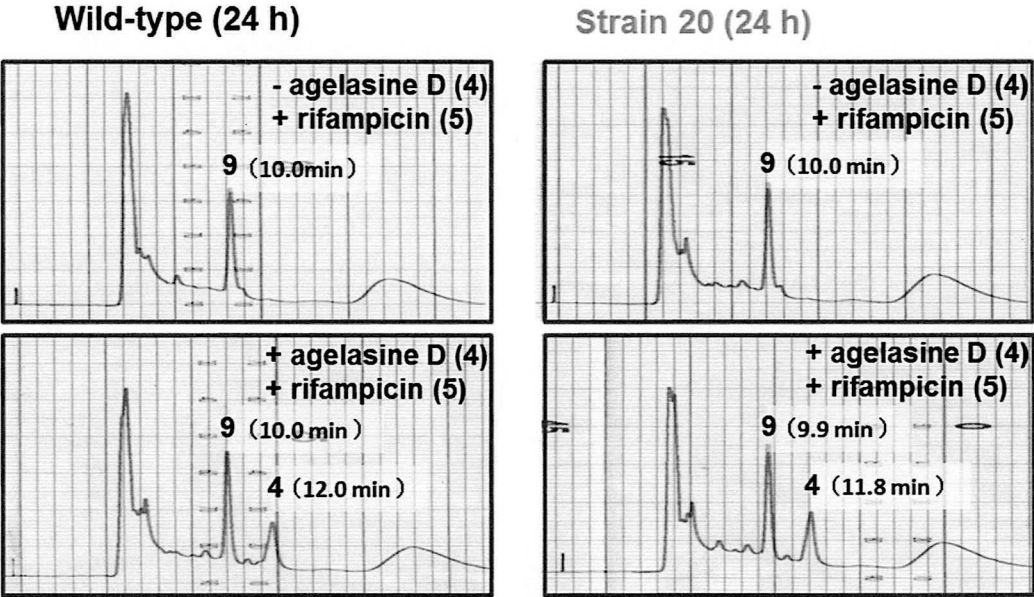 Wild-type (24 h)
Strain 20 (24 h)
- agelasine D (4)
+ rifampicin (5)
9 (10.0min)
- agelasine D (4)
+ rifampicin (5)
9 (10.0 min)
+ agelasine D (4)
+ rifampicin (5)
9 (10.0 min)
4 (12.0 min)
+ agelasine D (4)
+ rifampicin (5)
9 (9.9 min)
4 (11.8 min)